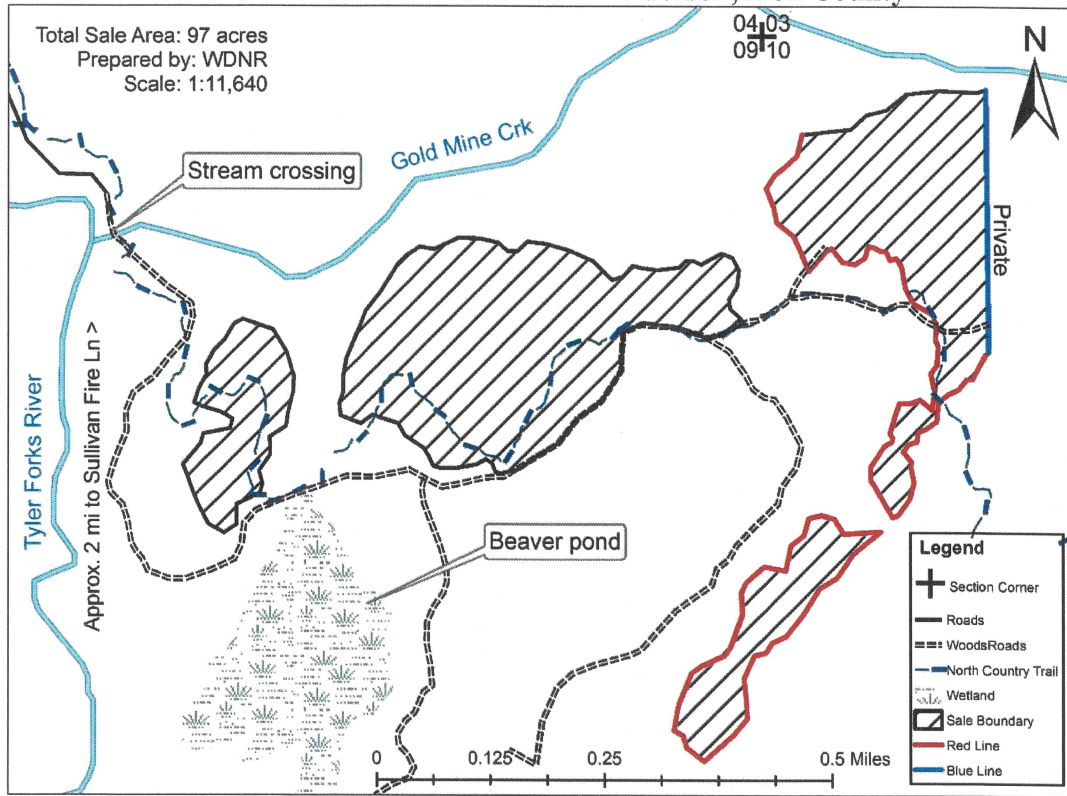 Total Sale Area: 97 acres
Prepared by: WDNR
Scale: 1:11,640
04 03
09 10
N
Stream crossing
Gold Mine Crk
Private
Tyler Forks River
Approx. 2 mi to Sullivan Fire Ln >
Beaver pond
0 0.125 0.25 0.5 Miles
Legend
Section Corner
Roads
WoodsRoads
North Country Trail
Wetland
Sale Boundary
Red Line
Blue Line